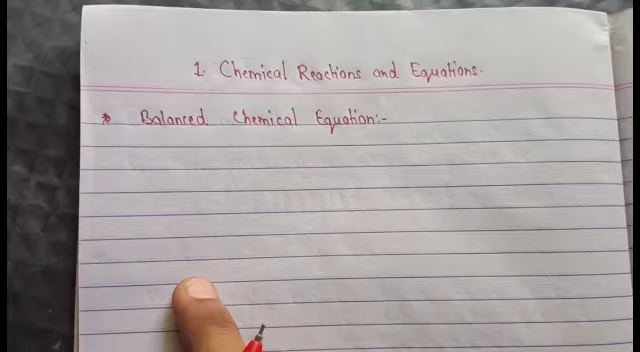 1. Chemical Reactions and Equations.
* Balanced Chemical Equation:-